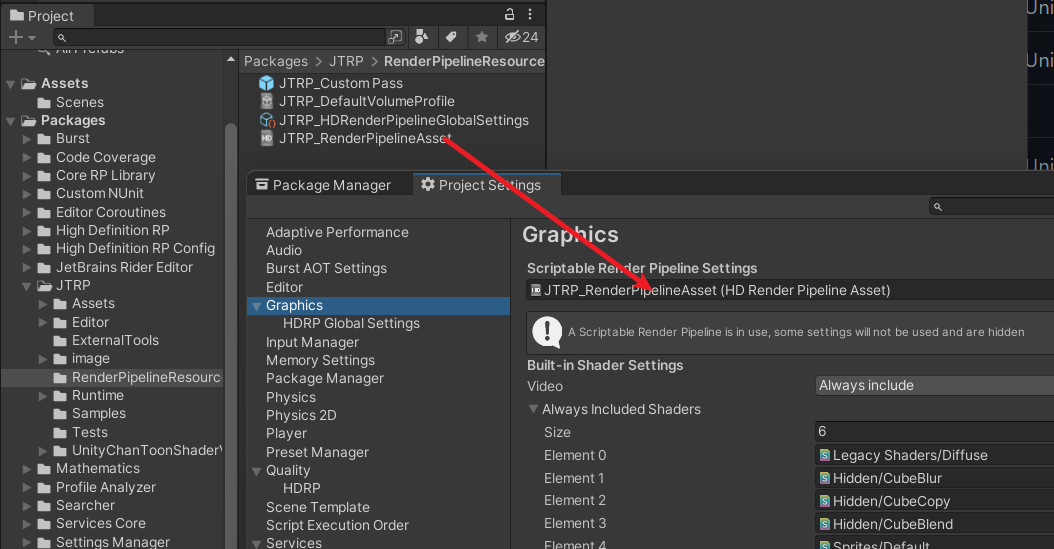 Project
24
All Prefabs
Assets
Scenes
Packages
Burst
Code Coverage
Core RP Library
Custom NUnit
Editor Coroutines
High Definition RP
High Definition RP Config
JetBrains Rider Editor
JTRP
Assets
Editor
ExternalTools
image
RenderPipelineResourc
Runtime
Samples
Tests
UnityChanToonShader
Mathematics
Profile Analyzer
Searcher
Services Core
Settings Manager
Packages > JTRP > RenderPipelineResource
JTRP_Custom Pass
JTRP_DefaultVolumeProfile
JTRP_HDRenderPipelineGlobalSettings
JTRP_RenderPipelineAsset
Uni
Uni
Uni
Package Manager
Project Settings
Adaptive Performance
Audio
Burst AOT Settings
Editor
Graphics
HDRP Global Settings
Input Manager
Memory Settings
Package Manager
Physics
Physics 2D
Player
Preset Manager
Quality
HDRP
Scene Template
Script Execution Order
Services
Graphics
Scriptable Render Pipeline Settings
JTRP_RenderPipelineAsset (HD Render Pipeline Asset)
A Scriptable Render Pipeline is in use, some settings will not be used and are hidden
Built-in Shader Settings
Video Always include
Always Included Shaders
Size 6
Element 0 Legacy Shaders/Diffuse
Element 1 Hidden/CubeBlur
Element 2 Hidden/CubeCopy
Element 3 Hidden/CubeBlend
Element 4 Sprites/Default